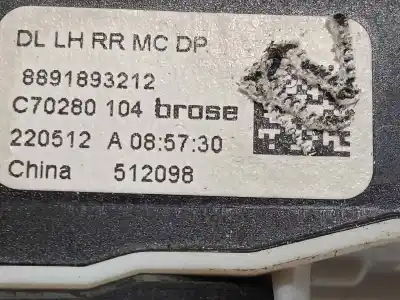 DL LH RR MC DP
8891893212
C70280 104 brose
220512 A 08:57:30
China 512098